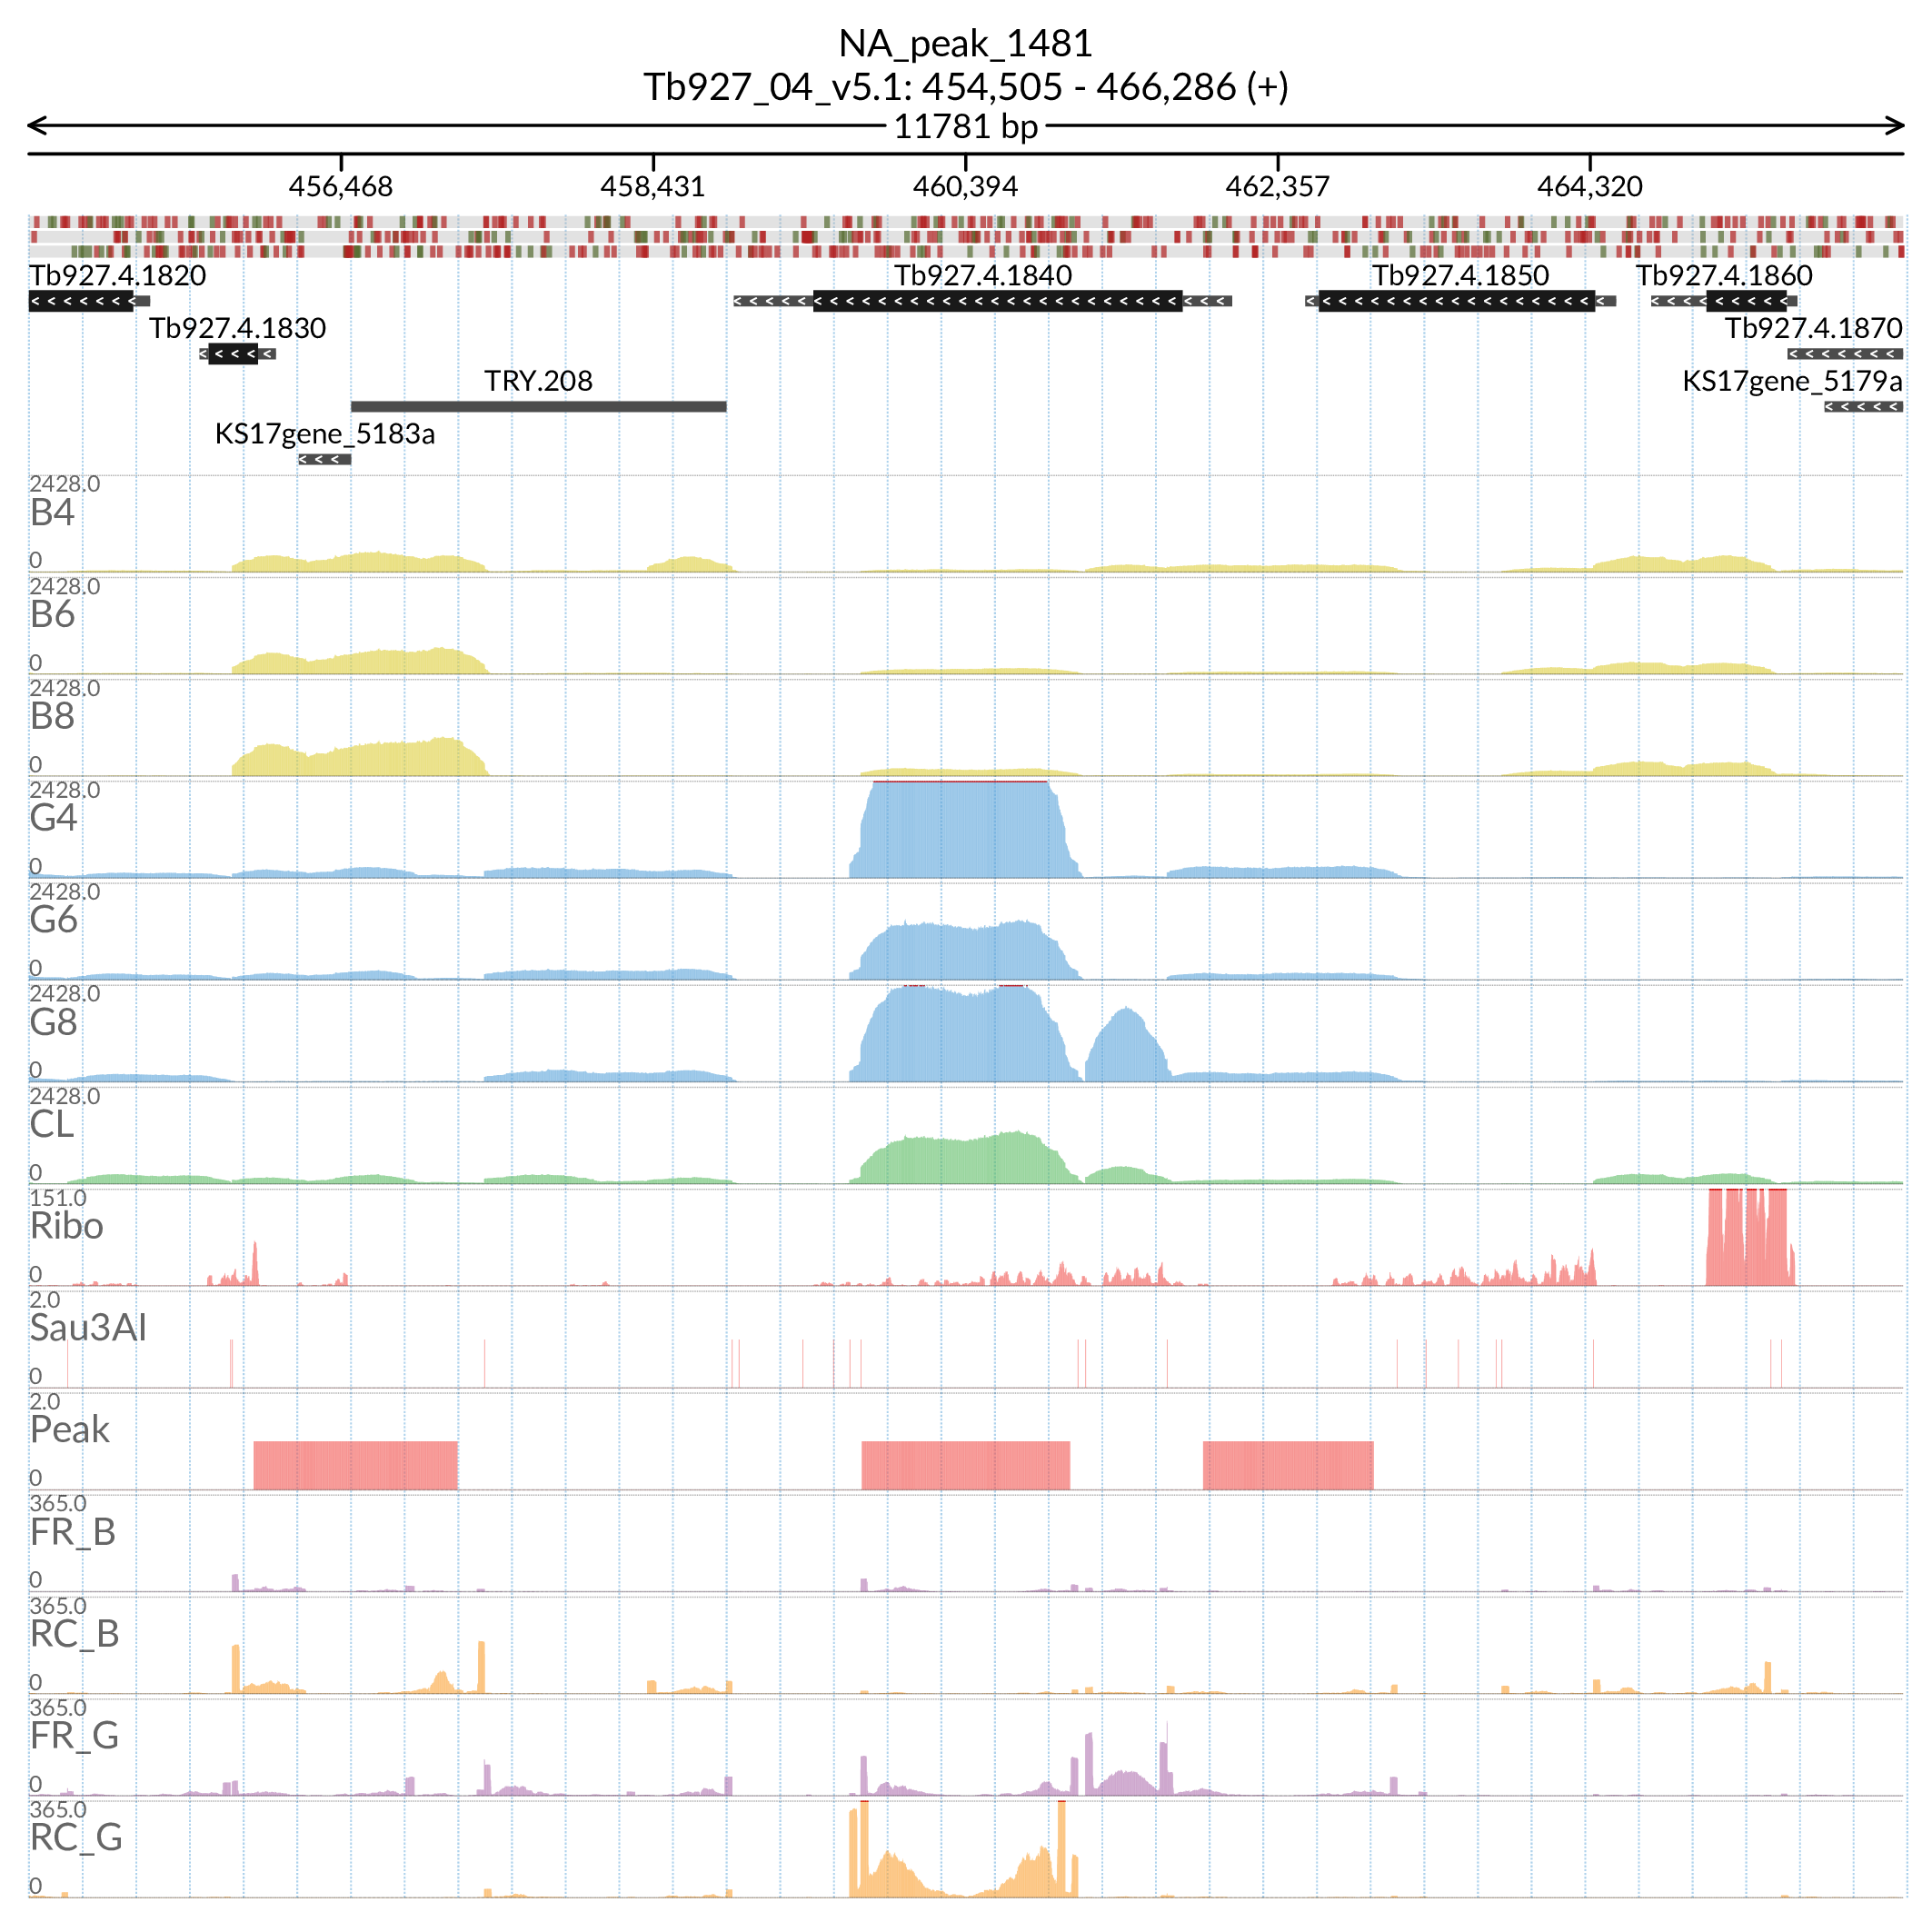 NA_peak_1481
Tb927_04_v5.1: 454,505 - 466,286 (+)
11781 bp
456,468 458,431 460,394 462,357 464,320
Tb927.4.1820 Tb927.4.1840 Tb927.4.1850 Tb927.4.1860
Tb927.4.1830 Tb927.4.1870
TRY.208 KS17gene_5179a
KS17gene_5183a
2428.0
B4
0
2428.0
B6
0
2428.0
B8
0
2428.0
G4
0
2428.0
G6
0
2428.0
G8
0
2428.0
CL
0
151.0
Ribo
0
2.0
Sau3AI
0
2.0
Peak
0
365.0
FR_B
0
365.0
RC_B
0
365.0
FR_G
0
365.0
RC_G
0